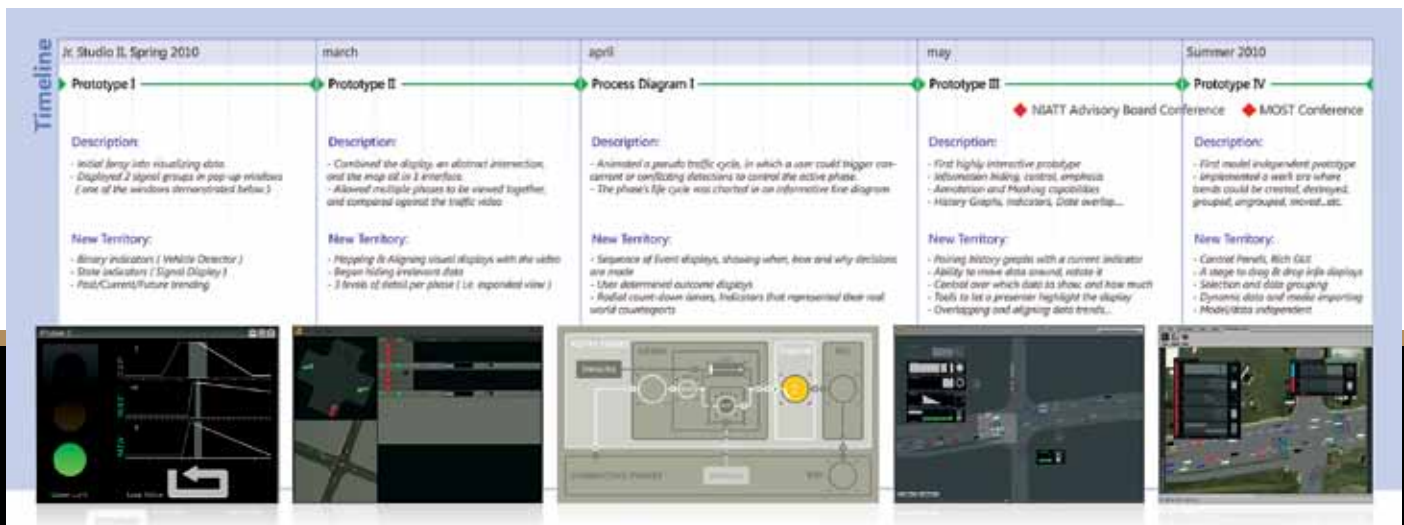 Timeline
Jr. Studio II, Spring 2010
march
april
may
Summer 2010
Prototype I
Prototype II
Process Diagram I
Prototype III
Prototype IV
NIATT Advisory Board Conference
MOST Conference
Description:
- Initial foray into visualizing data.
- Displayed 2 signal groups in pop-up windows
( one of the windows demonstrated below )
New Territory:
- Binary indicators ( Vehicle Detector )
- State indicators ( Signal Display )
- Past/Current/Future trending
Description:
- Combined the display, an abstract intersection,
and the map all in 1 interface.
- Allowed multiple phases to be viewed together,
and compared against the traffic video
New Territory:
- Mapping & Aligning visual displays with the video
- Began hiding irrelevant data
- 3 levels of detail per phase ( i.e. expanded view )
Description:
- Animated a pseudo traffic cycle, in which a user could trigger con-
current or conflicting detections to control the active phase.
- The phase's life cycle was charted in an informative line diagram
New Territory:
- Sequence of Event displays, showing when, how and why decisions
are made
- User determined outcome displays
- Radial count-down timers, Indicators that represented their real
world counterparts
Description:
- First highly interactive prototype
- Information hiding, control, emphasis
- Annotation and Masking capabilities
- History Graphs, Indicators, Data overlap...
New Territory:
- Pairing history graphs with a current indicator
- Ability to move data around, rotate it
- Control over which data to show, and how much
- Tools to let a presenter highlight the display
- Overlapping and aligning data trends...
Description:
- First model independent prototype
- Implemented a work are where
trends could be created, destroyed,
grouped, ungrouped, moved...etc.
New Territory:
- Control Panels, Rich GUI
- A stage to drag & drop info displays
- Selection and data grouping
- Dynamic data and media importing
- Model/data independent